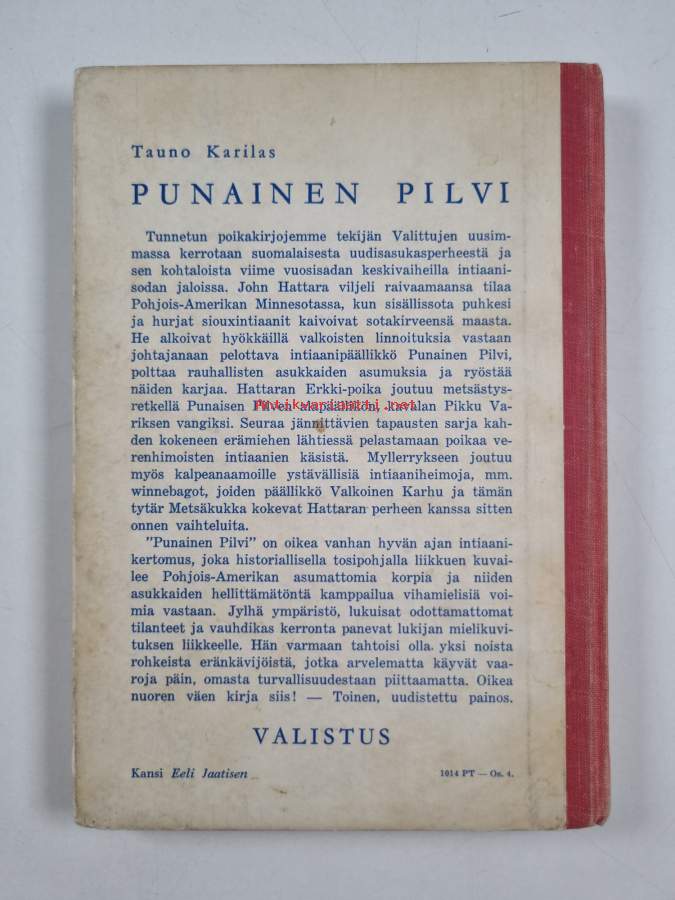 Tauno Karilas
PUNAINEN PILVI
Tunnetun poikakirjojemme tekijän Valittujen uusim-
massa kerrotaan suomalaisesta uudisasukasperheestä ja
sen kohtaloista viime vuosisadan keskivaiheilla intiaani-
sodan jaloissa. John Hattara viljeli raivaamaansa tilaa
Pohjois-Amerikan Minnesotassa, kun sisällissota puhkesi
ja hurjat siouxintiaanit kaivoivat sotakirveensä maasta.
He alkoivat hyökkäillä valkoisten linnoituksia vastaan
johtajanaan pelottava intiaanipäällikkö Punainen Pilvi,
polttaa rauhallisten asukkaiden asumuksia ja ryöstää
näiden karjaa. Hattaran Erkki-poika joutuu metsästys-
retkellä Punaisen Pilven alapäällikön, kavalan Pikku Va-
riksen vangiksi. Seuraa jännittävien tapausten sarja kah-
den kokeneen erämiehen lähtiessä pelastamaan poikaa ve-
renhimoisten intiaanien käsistä. Myllerrykseen joutuu
myös kalpeanaamoille ystävällisiä intiaaniheimoja, mm.
winnebagot, joiden päällikkö Valkoinen Karhu ja tämän
tytär Metsäkukka kokevat Hattaran perheen kanssa sitten
onnen vaihteluita.
"Punainen Pilvi" on oikea vanhan hyvän ajan intiaani-
kertomus, joka historiallisella tosipohjalla liikkuen kuvai-
lee Pohjois-Amerikan asumattomia korpia ja niiden
asukkaiden hellittämätöntä kamppailua vihamielisiä voi-
mia vastaan. Jylhä ympäristö, lukuisat odottamattomat
tilanteet ja vauhdikas kerronta panevat lukijan mielikuvi-
tuksen liikkeelle. Hän varmaan tahtoisi olla yksi noista
rohkeista eränkävijöistä, jotka arvelematta käyvät vaa-
roja päin, omasta turvallisuudestaan piittaamatta. Oikea
nuoren väen kirja siis! — Toinen, uudistettu painos.
VALISTUS
Kansi Eeli Jaatisen
1014 PT — Os. 4.